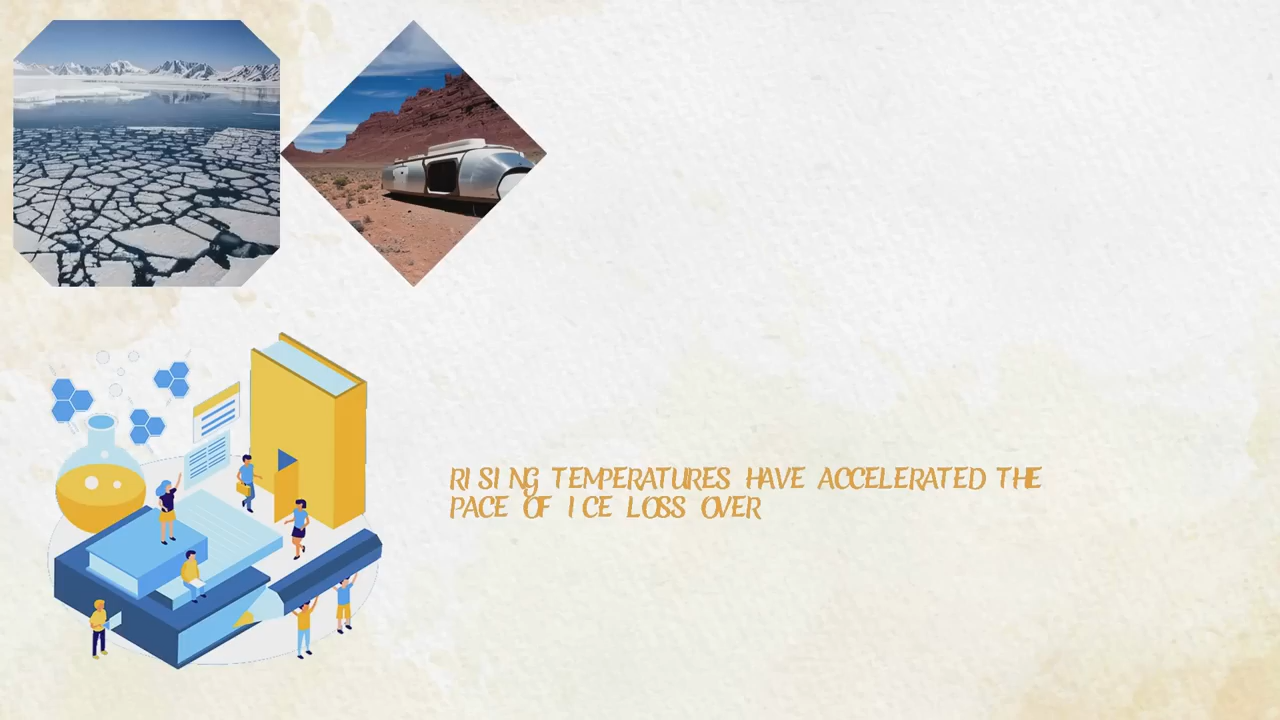 RISING TEMPERATURES HAVE ACCELERATED THE
PACE OF ICE LOSS OVER